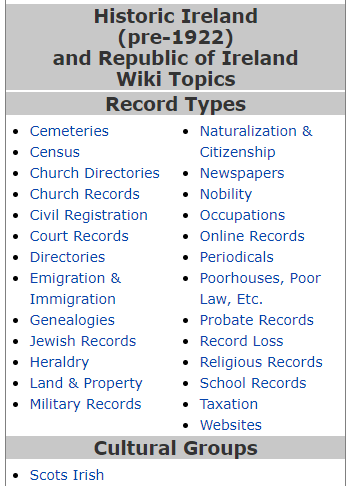 Historic Ireland
(pre-1922)
and Republic of Ireland
Wiki Topics
Record Types
Cemeteries
Census
Church Directories
Church Records
Civil Registration
Court Records
Directories
Emigration &
Immigration
Genealogies
Jewish Records
Heraldry
Land & Property
Military Records
Naturalization &
Citizenship
Newspapers
Nobility
Occupations
Online Records
Periodicals
Poorhouses, Poor
Law, Etc.
Probate Records
Record Loss
Religious Records
School Records
Taxation
Websites
Cultural Groups
Scots Irish